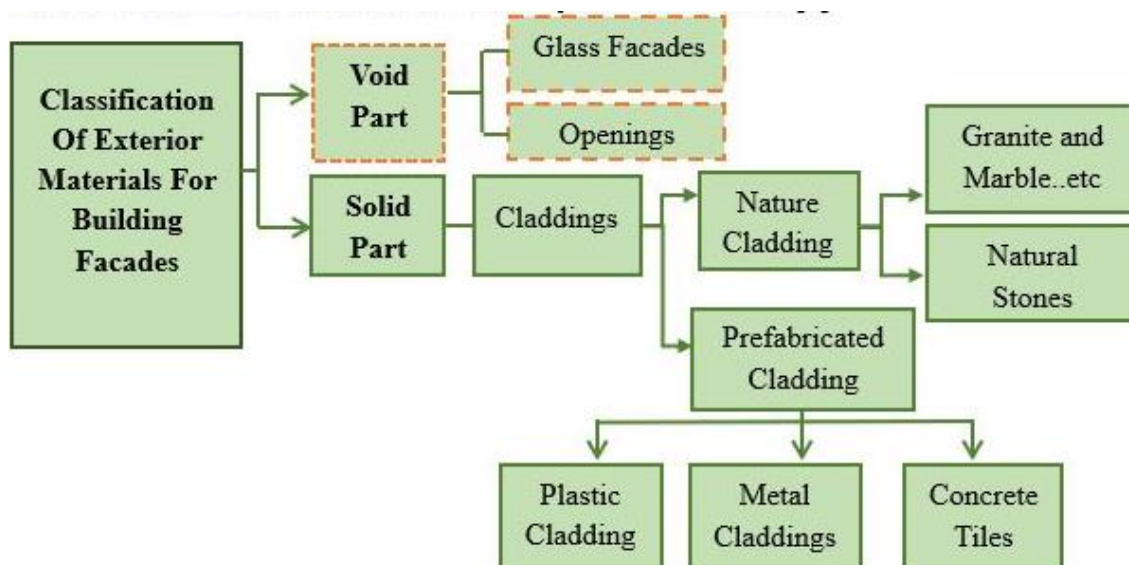 Classification
Of Exterior
Materials For
Building
Facades
Void
Part
Glass Facades
Openings
Solid
Part
Claddings
Nature
Cladding
Granite and
Marble..etc
Natural
Stones
Prefabricated
Cladding
Plastic
Cladding
Metal
Claddings
Concrete
Tiles